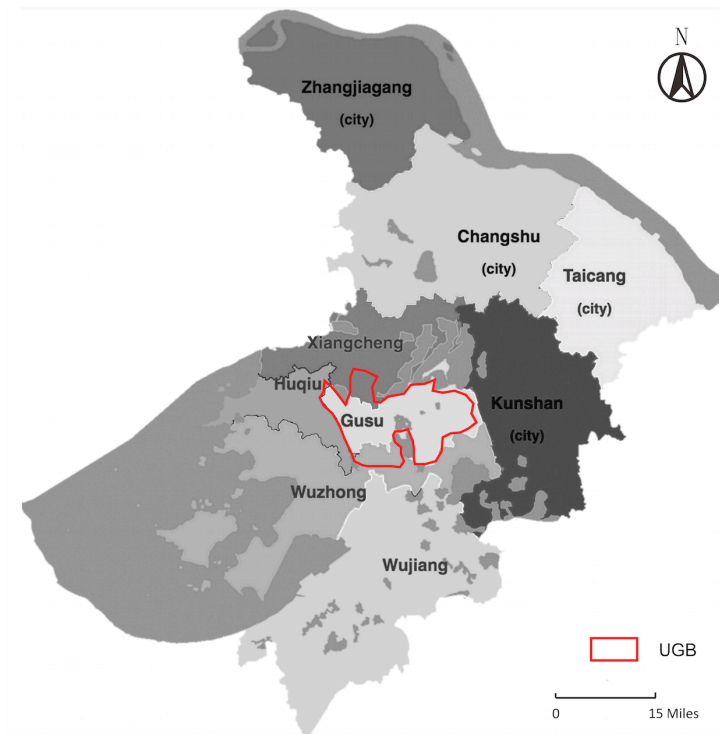 N
Zhangjiagang
(city)
Changshu
(city)
Taicang
(city)
Xiangcheng
Huqiu
Kunshan
(city)
Gusu
Wuzhong
Wujiang
UGB
0 15 Miles